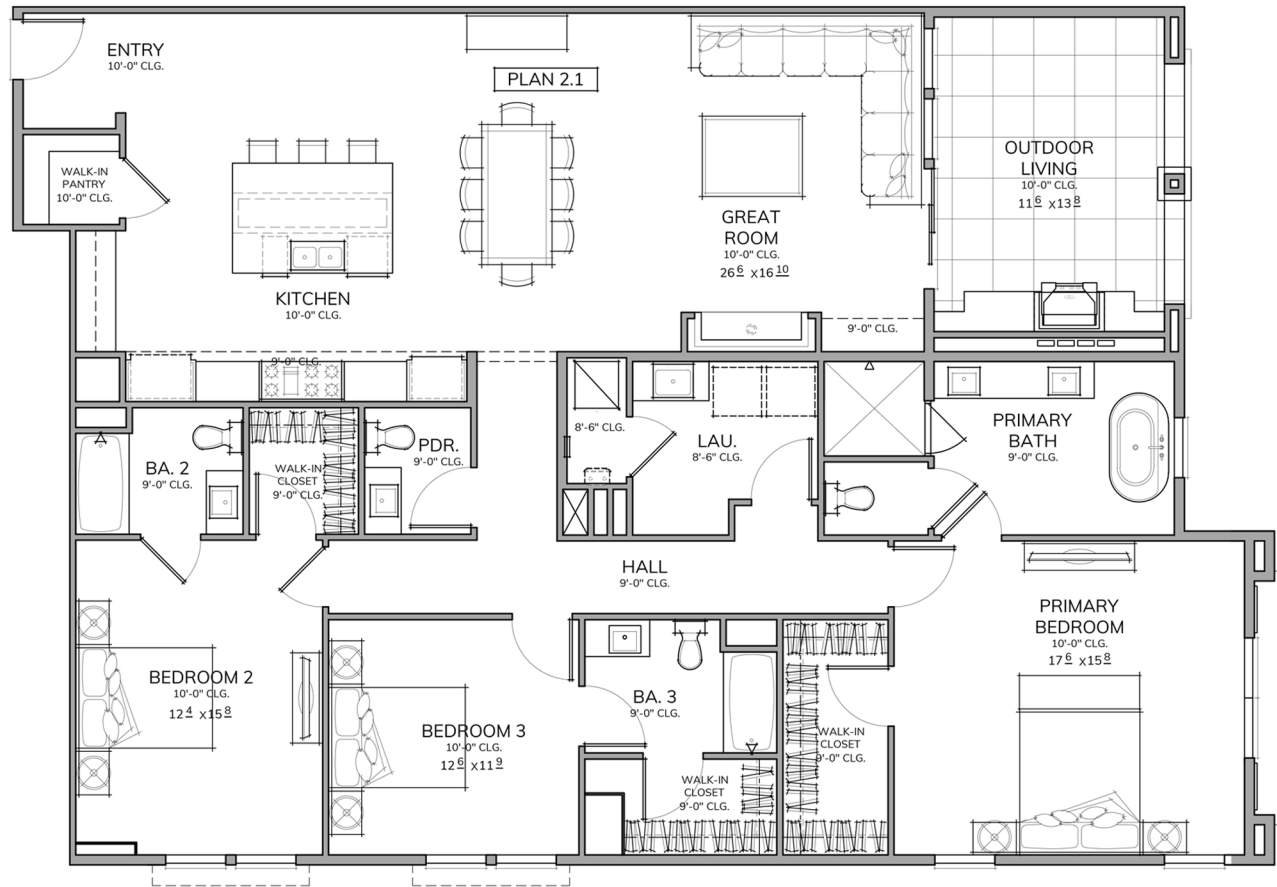 ENTRY
10'-0" CLG.
PLAN 2.1
WALK-IN
PANTRY
10'-0" CLG.
OUTDOOR
LIVING
10'-0" CLG.
11 6 x13 8
GREAT
ROOM
10'-0" CLG.
26 6 x16 10
KITCHEN
10'-0" CLG.
9'-0" CLG.
9'-0" CLG.
8'-6" CLG.
LAU.
8'-6" CLG.
PRIMARY
BATH
9'-0" CLG.
BA. 2
9'-0" CLG.
WALK-IN
CLOSET
9'-0" CLG.
PDR.
9'-0" CLG.
HALL
9'-0" CLG.
PRIMARY
BEDROOM
10'-0" CLG.
17 6 x15 8
BEDROOM 2
10'-0" CLG.
12 4 x15 8
BEDROOM 3
10'-0" CLG.
12 6 x11 9
BA. 3
9'-0" CLG.
WALK-IN
CLOSET
9'-0" CLG.
WALK-IN
CLOSET
9'-0" CLG.